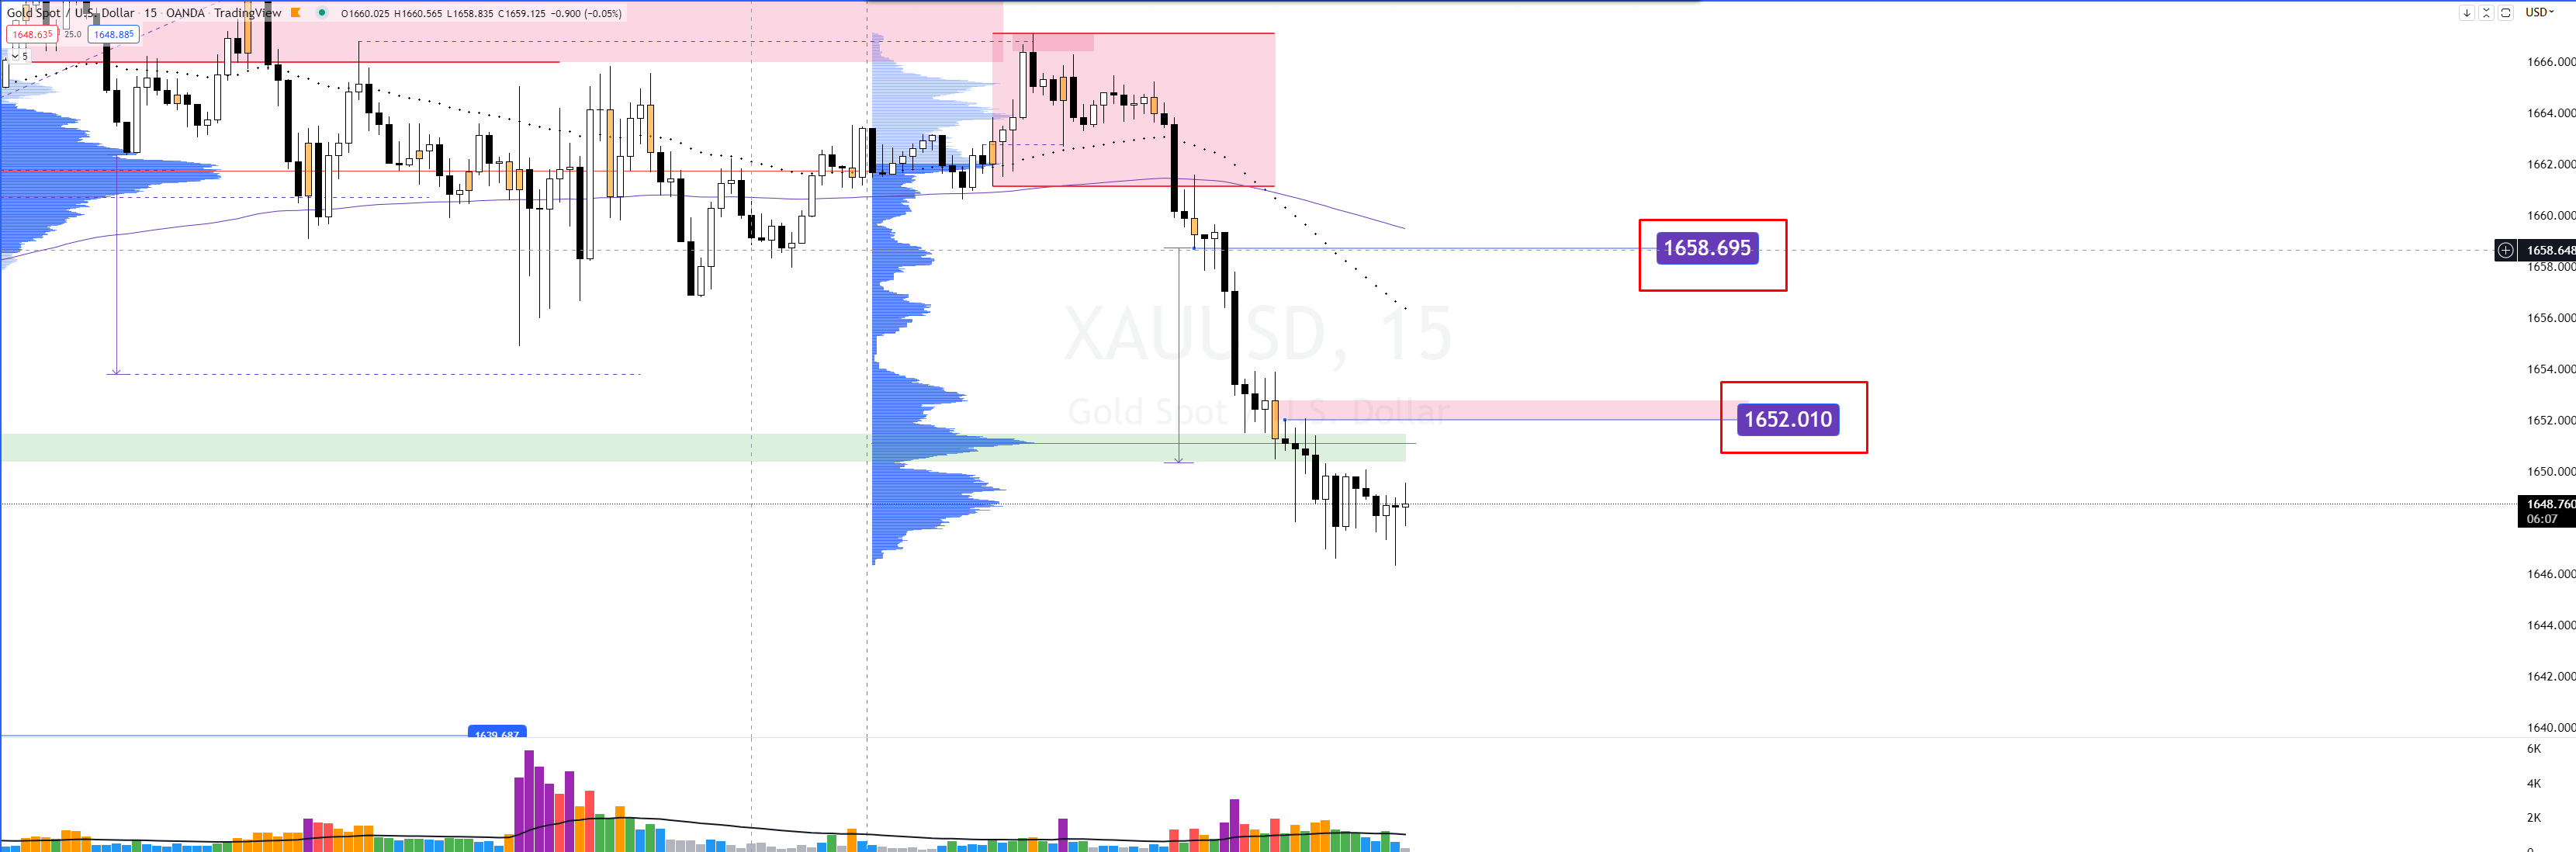 Gold Spot / U.S. Dollar · 15 · OANDA · TradingView O1660.025 H1660.565 L1658.835 C1659.125 −0.900 (−0.05%)
USD
1648.635 25.0 1648.885
5
1666.000
1664.000
1662.000
1660.000
1658.695
1658.648
1658.000
1656.000
XAUUSD, 15
1654.000
Gold Spot / U.S. Dollar
1652.010
1652.000
1650.000
1648.760
06:07
1646.000
1644.000
1642.000
1640.000
1639.687
6K
4K
2K
0